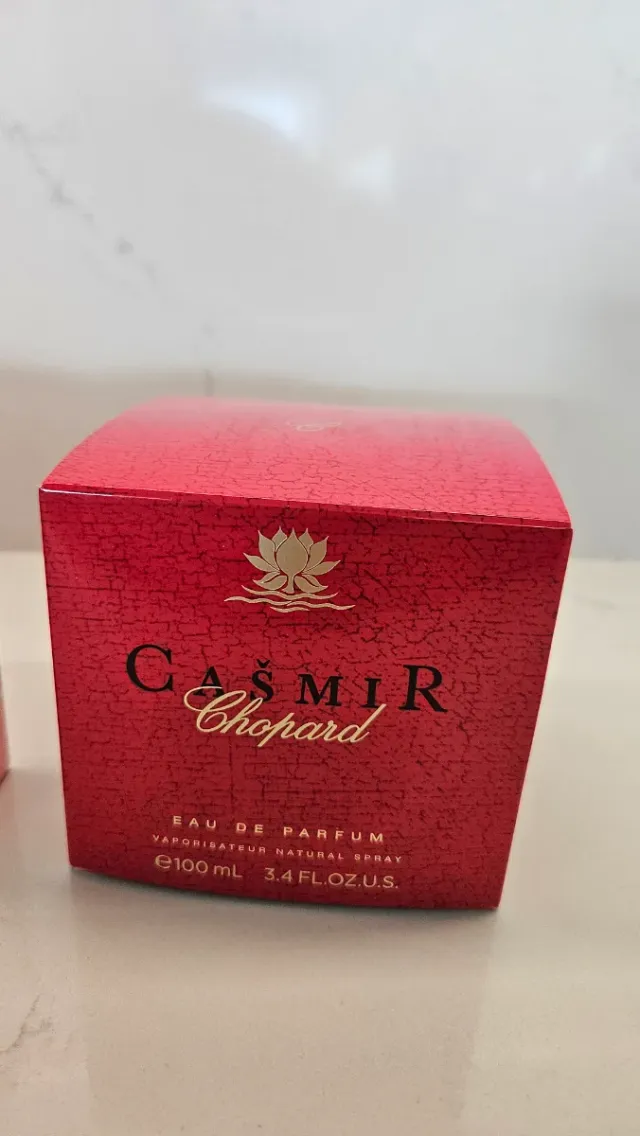 CAŠMIR
Chopard
EAU DE PARFUM
VAPORISATEUR NATURAL SPRAY
℮100 mL 3.4 FL.OZ.U.S.